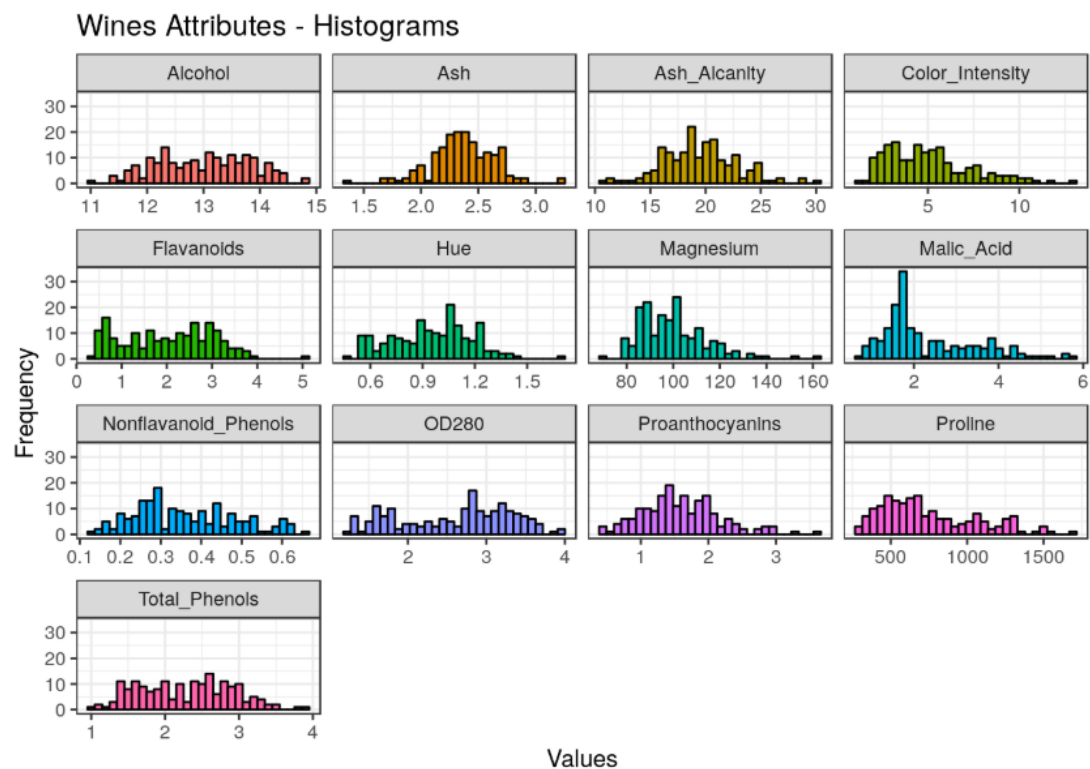 Wines Attributes - Histograms
Alcohol Ash Ash_Alcanity Color_Intensity
30
20
10
0
11 12 13 14 15 1.5 2.0 2.5 3.0 10 15 20 25 30 5 10
Flavanoids Hue Magnesium Malic_Acid
30
20
10
0
0 1 2 3 4 5 0.6 0.9 1.2 1.5 80 100 120 140 160 2 4 6
Frequency
Nonflavanoid_Phenols OD280 Proanthocyanins Proline
30
20
10
0
0.1 0.2 0.3 0.4 0.5 0.6 2 3 4 1 2 3 500 1000 1500
Total_Phenols
30
20
10
0
1 2 3 4
Values